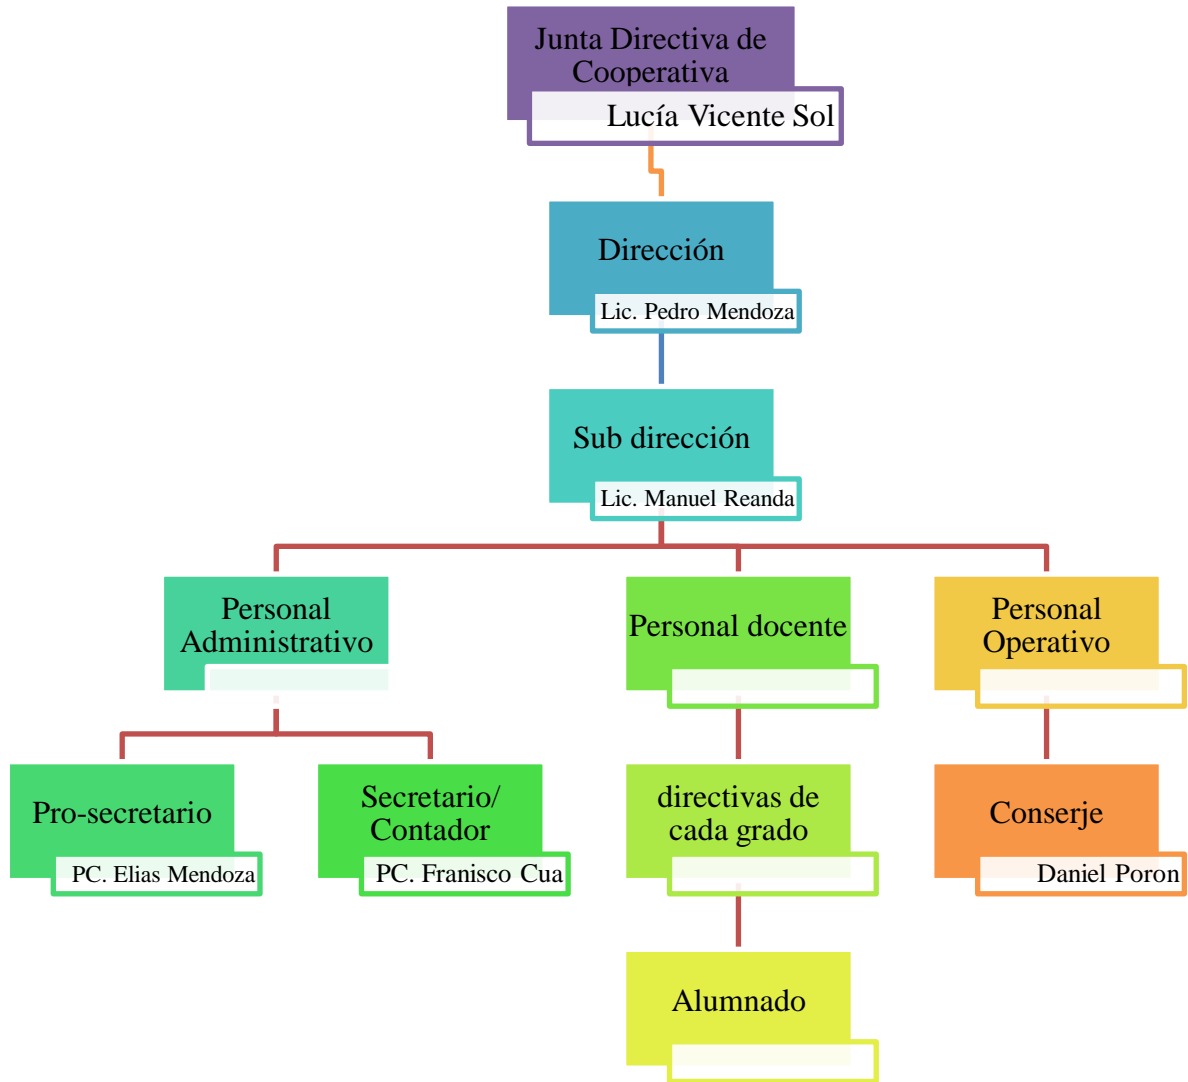 Junta Directiva de
Cooperativa
Lucía Vicente Sol
Dirección
Lic. Pedro Mendoza
Sub dirección
Lic. Manuel Reanda
Personal
Administrativo
Personal docente
Personal
Operativo
Pro-secretario
PC. Elias Mendoza
Secretario/
Contador
PC. Franisco Cua
directivas de
cada grado
Conserje
Daniel Poron
Alumnado